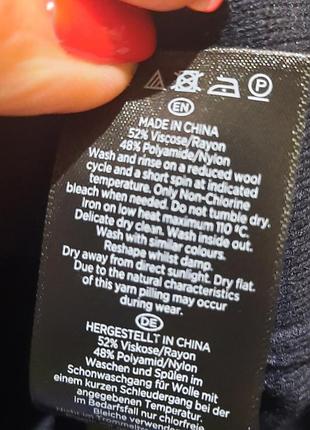 P
EN
MADE IN CHINA
52% Viscose/Rayon
48% Polyamide/Nylon
Wash and rinse on a reduced wool
cycle and a short spin at indicated
temperature. Only Non-Chlorine
bleach when needed. Do not tumble dry.
Iron on low heat maximum 110 °C.
Delicate dry clean. Wash inside out.
Wash with similar colours.
Reshape whilst damp.
Dry away from direct sunlight. Dry flat.
Due to the natural characteristics
of this yarn pilling may occur
during wear.
DE
HERGESTELLT IN CHINA
52% Viskose/Rayon
48% Polyamid/Nylon
Waschen und Spülen im
Schonwaschgang für Wolle mit
einem kurzen Schleudergang bei
der angegebenen Temperatur.
Im Bedarfsfall nur chlorfreie
Bleiche verwenden.
Nicht im